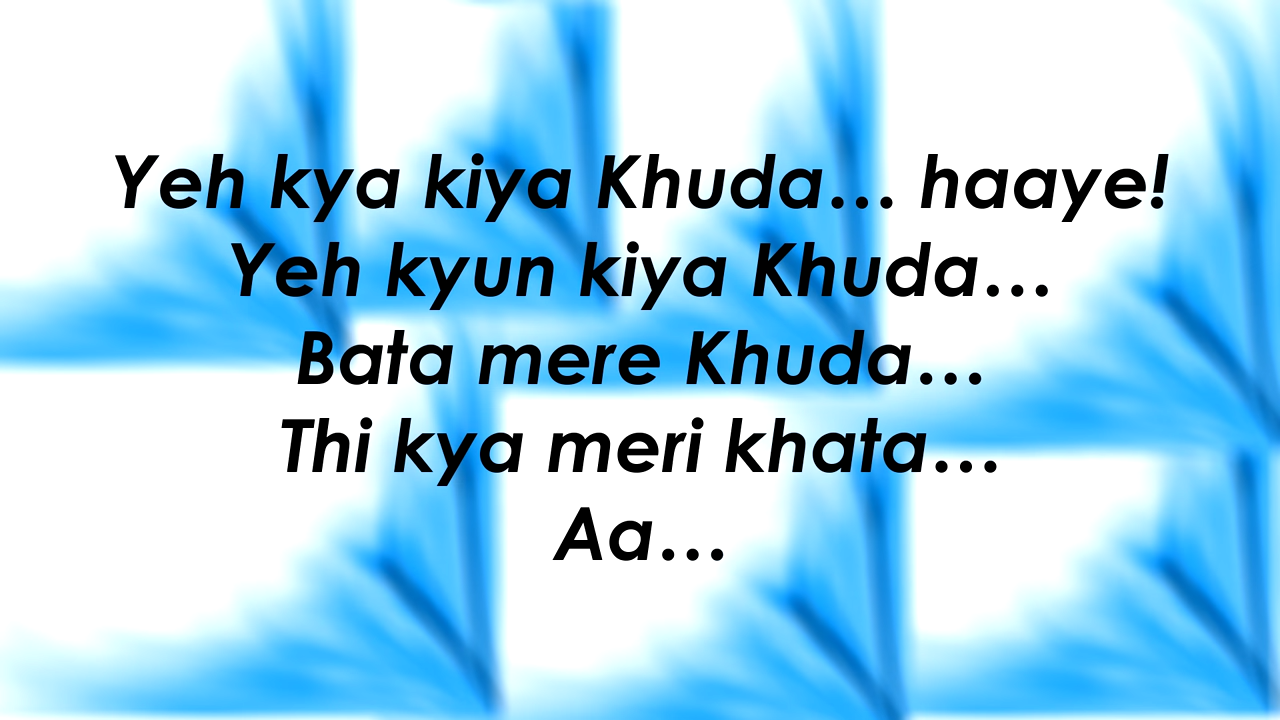 Yeh kya kiya Khuda… haaye!
Yeh kyun kiya Khuda…
Bata mere Khuda…
Thi kya meri khata…
Aa…